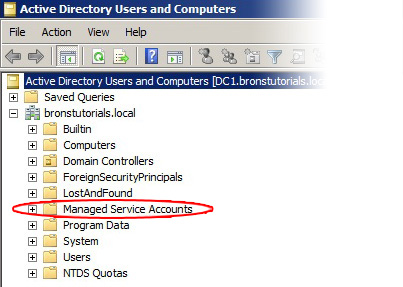 Active Directory Users and Computers
File Action View Help
Active Directory Users and Computers [DC1.bronstutorials.loc
Saved Queries
bronstutorials.local
Builtin
Computers
Domain Controllers
ForeignSecurityPrincipals
LostAndFound
Managed Service Accounts
Program Data
System
Users
NTDS Quotas